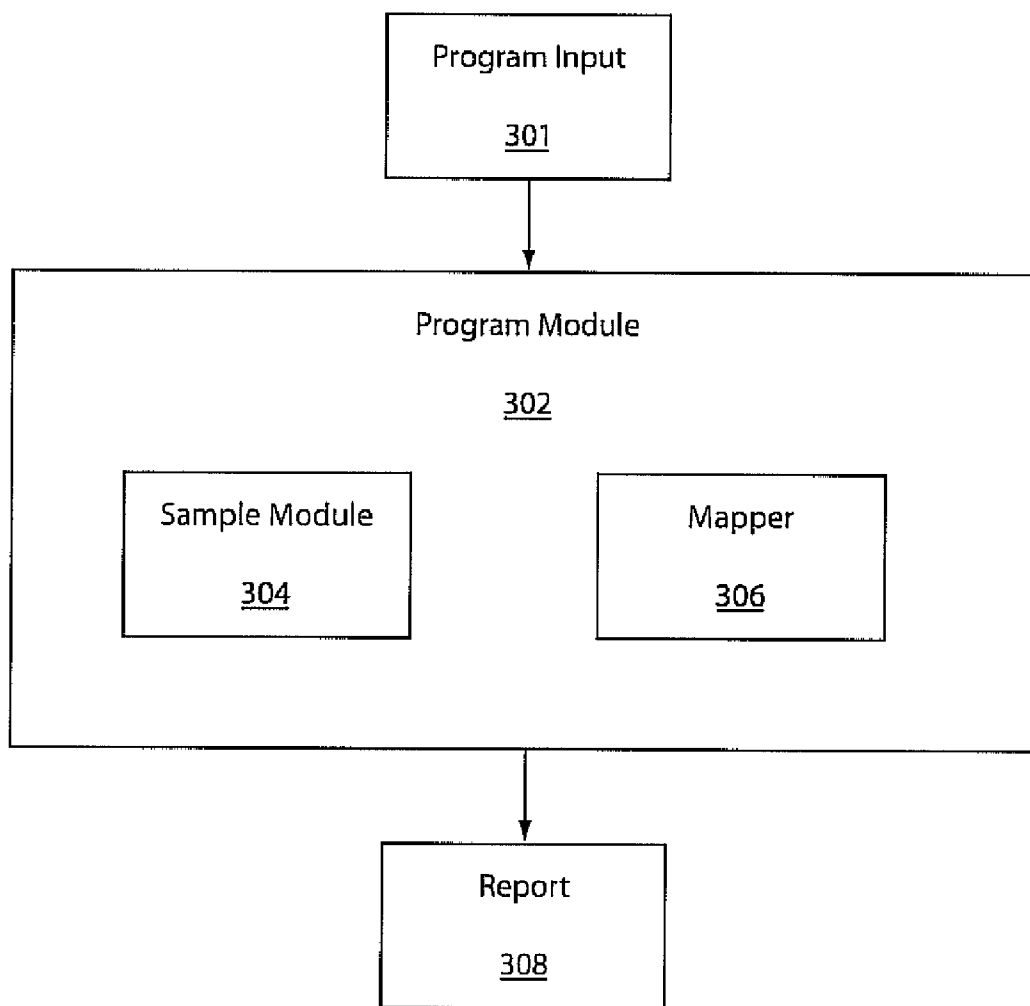 Program Input
301
Program Module
302
Sample Module
304
Mapper
306
Report
308